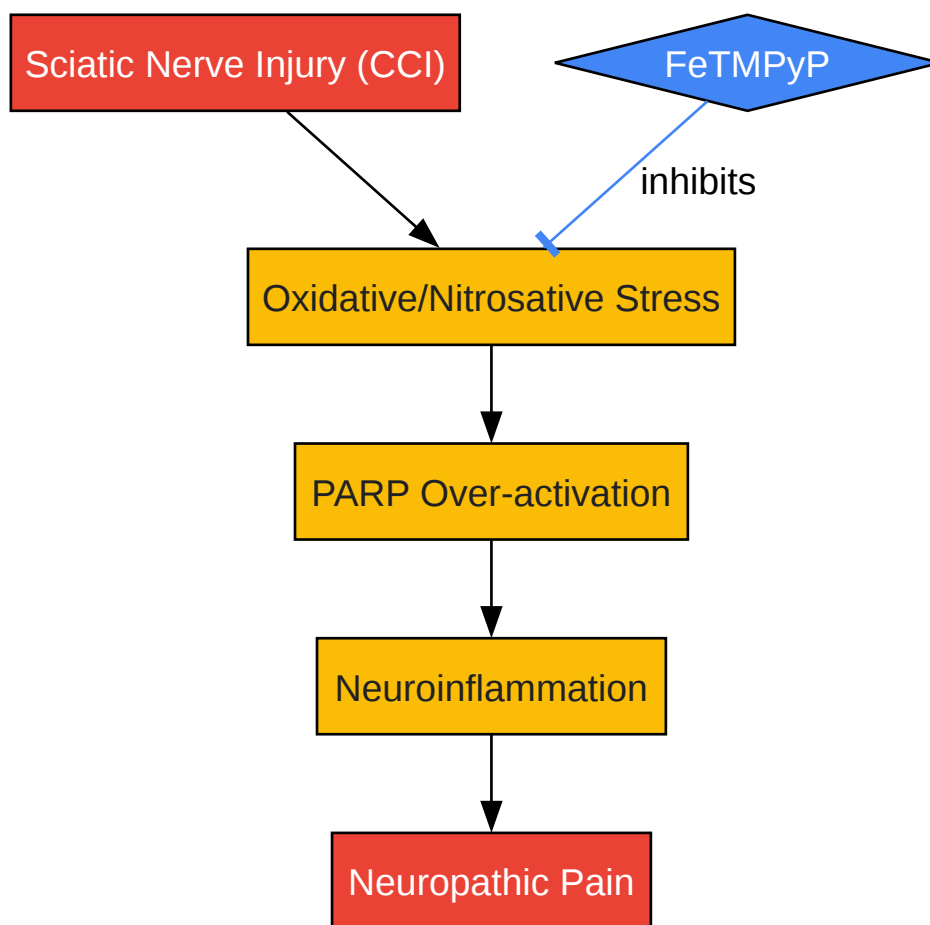 Sciatic Nerve Injury (CCI)
FeTMPyP
inhibits
Oxidative/Nitrosative Stress
PARP Over-activation
Neuroinflammation
Neuropathic Pain